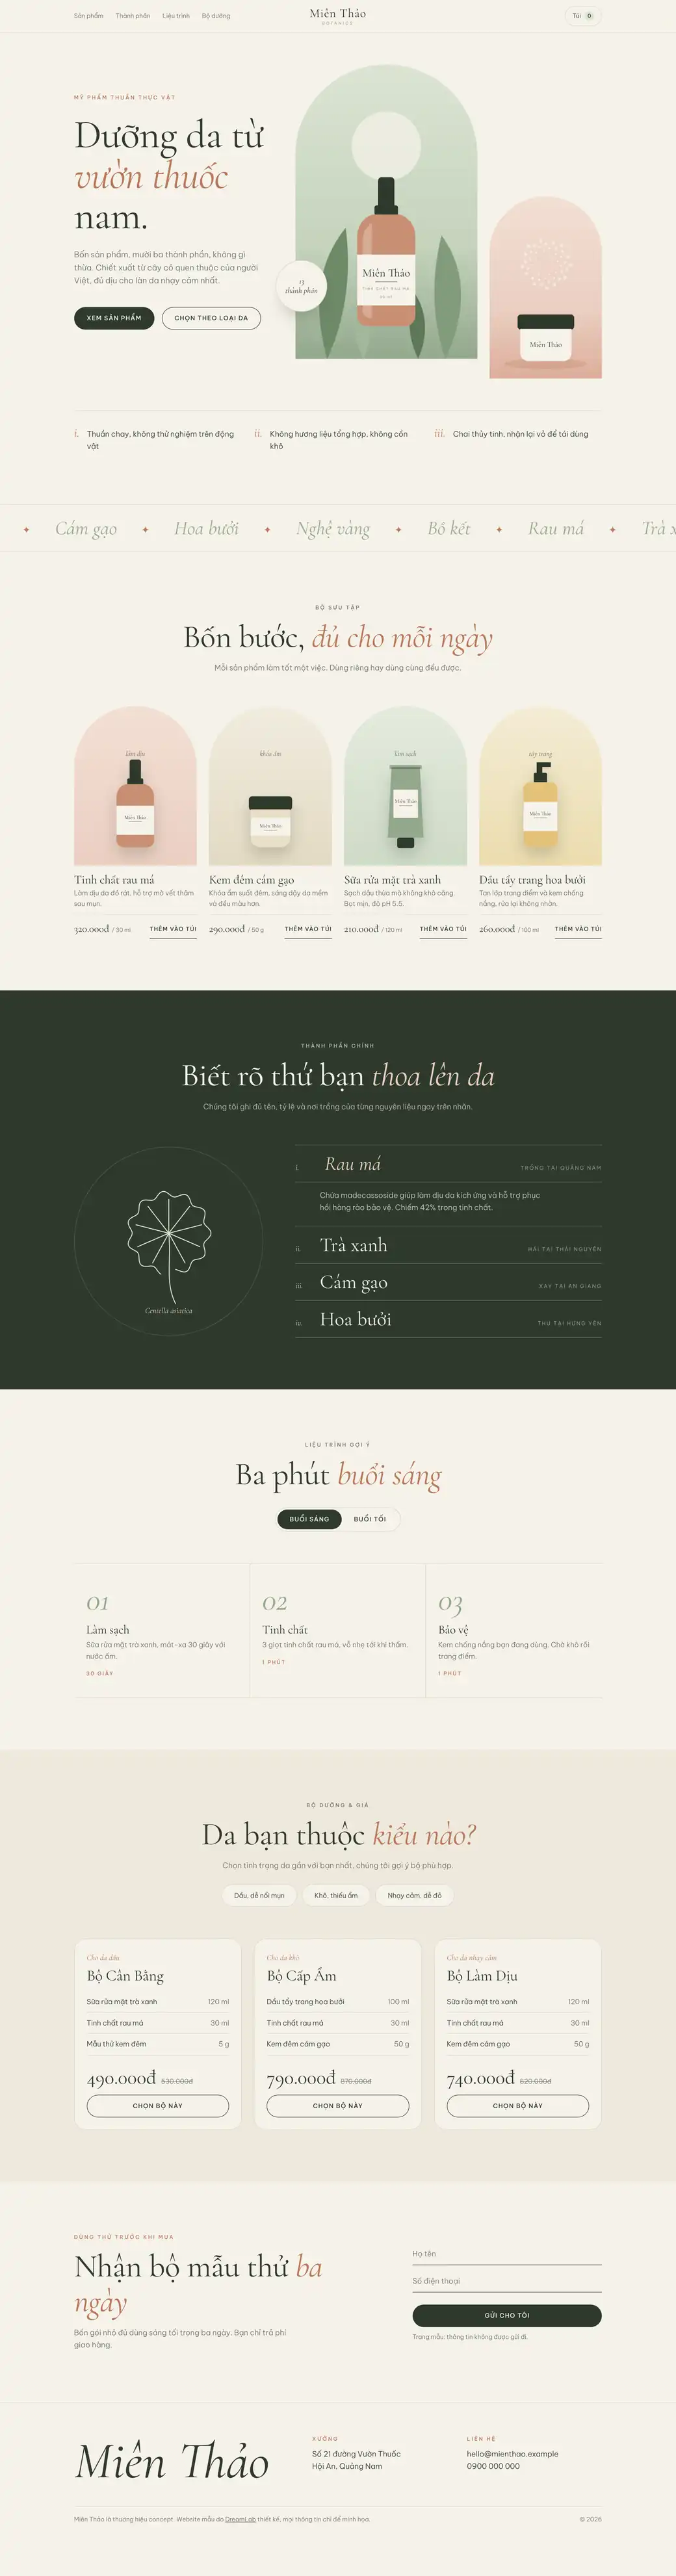 Sản phẩm Thành phần Liệu trình Bộ dưỡng
Miên Thảo
BOTANICS
Túi 0
MỸ PHẨM THUẦN THỰC VẬT
Dưỡng da từ
vườn thuốc
nam.
Bốn sản phẩm, mười ba thành phần, không gì
thừa. Chiết xuất từ cây cỏ quen thuộc của người
Việt, đủ dịu cho làn da nhạy cảm nhất.
XEM SẢN PHẨM
CHỌN THEO LOẠI DA
13
thành phần
Miên Thảo
TINH CHẤT RAU MÁ
30 ml
Miên Thảo
i. Thuần chay, không thử nghiệm trên động
vật
ii. Không hương liệu tổng hợp, không cồn
khô
iii. Chai thủy tinh, nhận lại vỏ để tái dùng
✦ Cám gạo ✦ Hoa bưởi ✦ Nghệ vàng ✦ Bồ kết ✦ Rau má ✦ Trà x
BỘ SƯU TẬP
Bốn bước, đủ cho mỗi ngày
Mỗi sản phẩm làm tốt một việc. Dùng riêng hay dùng cùng đều được.
làm dịu
Miên Thảo
Tinh chất rau má
Làm dịu da đỏ rát, hỗ trợ mờ vết thâm
sau mụn.
320.000đ / 30 ml
THÊM VÀO TÚI
khóa ẩm
Miên Thảo
Kem đêm cám gạo
Khóa ẩm suốt đêm, sáng dậy da mềm
và đều màu hơn.
290.000đ / 50 g
THÊM VÀO TÚI
làm sạch
Miên Thảo
Sữa rửa mặt trà xanh
Sạch dầu thừa mà không khô căng.
Bọt mịn, độ pH 5.5.
210.000đ / 120 ml
THÊM VÀO TÚI
tẩy trang
Miên Thảo
Dầu tẩy trang hoa bưởi
Tan lớp trang điểm và kem chống
nắng, rửa lại không nhờn.
260.000đ / 100 ml
THÊM VÀO TÚI
THÀNH PHẦN CHÍNH
Biết rõ thứ bạn thoa lên da
Chúng tôi ghi đủ tên, tỷ lệ và nơi trồng của từng nguyên liệu ngay trên nhãn.
Centella asiatica
i. Rau má TRỒNG TẠI QUẢNG NAM
Chứa madecassoside giúp làm dịu da kích ứng và hỗ trợ phục
hồi hàng rào bảo vệ. Chiếm 42% trong tinh chất.
ii. Trà xanh HÁI TẠI THÁI NGUYÊN
iii. Cám gạo XAY TẠI AN GIANG
iv. Hoa bưởi THU TẠI HƯNG YÊN
LIỆU TRÌNH GỢI Ý
Ba phút buổi sáng
BUỔI SÁNG BUỔI TỐI
01
Làm sạch
Sữa rửa mặt trà xanh, mát-xa 30 giây với
nước ấm.
30 GIÂY
02
Tinh chất
3 giọt tinh chất rau má, vỗ nhẹ tới khi thấm.
1 PHÚT
03
Bảo vệ
Kem chống nắng bạn đang dùng. Chờ khô rồi
trang điểm.
1 PHÚT
BỘ DƯỠNG & GIÁ
Da bạn thuộc kiểu nào?
Chọn tình trạng da gần với bạn nhất, chúng tôi gợi ý bộ phù hợp.
Dầu, dễ nổi mụn
Khô, thiếu ẩm
Nhạy cảm, dễ đỏ
Cho da dầu
Bộ Cân Bằng
Sữa rửa mặt trà xanh 120 ml
Tinh chất rau má 30 ml
Mẫu thử kem đêm 5 g
490.000đ 530.000đ
CHỌN BỘ NÀY
Cho da khô
Bộ Cấp Ẩm
Dầu tẩy trang hoa bưởi 100 ml
Tinh chất rau má 30 ml
Kem đêm cám gạo 50 g
790.000đ 870.000đ
CHỌN BỘ NÀY
Cho da nhạy cảm
Bộ Làm Dịu
Sữa rửa mặt trà xanh 120 ml
Tinh chất rau má 30 ml
Kem đêm cám gạo 50 g
740.000đ 820.000đ
CHỌN BỘ NÀY
DÙNG THỬ TRƯỚC KHI MUA
Nhận bộ mẫu thử ba
ngày
Bốn gói nhỏ đủ dùng sáng tối trong ba ngày. Bạn chỉ trả phí
giao hàng.
Họ tên
Số điện thoại
GỬI CHO TÔI
Trang mẫu: thông tin không được gửi đi.
Miên Thảo
XƯỞNG
Số 21 đường Vườn Thuốc
Hội An, Quảng Nam
LIÊN HỆ
hello@mienthao.example
0900 000 000
Miên Thảo là thương hiệu concept. Website mẫu do DreamLab thiết kế, mọi thông tin chỉ để minh họa.
© 2026